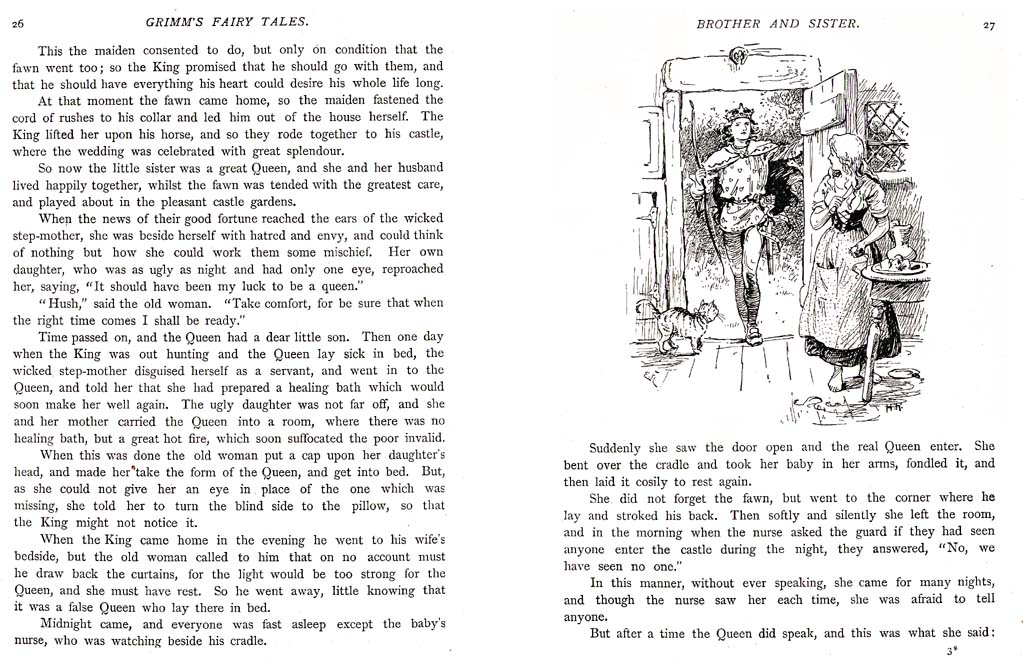 26 GRIMM'S FAIRY TALES.
This the maiden consented to do, but only on condition that the
fawn went too; so the King promised that he should go with them, and
that he should have everything his heart could desire his whole life long.
At that moment the fawn came home, so the maiden fastened the
cord of rushes to his collar and led him out of the house herself. The
King lifted her upon his horse, and so they rode together to his castle,
where the wedding was celebrated with great splendour.
So now the little sister was a great Queen, and she and her husband
lived happily together, whilst the fawn was tended with the greatest care,
and played about in the pleasant castle gardens.
When the news of their good fortune reached the ears of the wicked
step-mother, she was beside herself with hatred and envy, and could think
of nothing but how she could work them some mischief. Her own
daughter, who was as ugly as night and had only one eye, reproached
her, saying, "It should have been my luck to be a queen."
"Hush," said the old woman. "Take comfort, for be sure that when
the right time comes I shall be ready."
Time passed on, and the Queen had a dear little son. Then one day
when the King was out hunting and the Queen lay sick in bed, the
wicked step-mother disguised herself as a servant, and went in to the
Queen, and told her that she had prepared a healing bath which would
soon make her well again. The ugly daughter was not far off, and she
and her mother carried the Queen into a room, where there was no
healing bath, but a great hot fire, which soon suffocated the poor invalid.
When this was done the old woman put a cap upon her daughter's
head, and made her take the form of the Queen, and get into bed. But,
as she could not give her an eye in place of the one which was
missing, she told her to turn the blind side to the pillow, so that
the King might not notice it.
When the King came home in the evening he went to his wife's
bedside, but the old woman called to him that on no account must
he draw back the curtains, for the light would be too strong for the
Queen, and she must have rest. So he went away, little knowing that
it was a false Queen who lay there in bed.
Midnight came, and everyone was fast asleep except the baby's
nurse, who was watching beside his cradle.
BROTHER AND SISTER. 27
H.R.
Suddenly she saw the door open and the real Queen enter. She
bent over the cradle and took her baby in her arms, fondled it, and
then laid it cosily to rest again.
She did not forget the fawn, but went to the corner where he
lay and stroked his back. Then softly and silently she left the room,
and in the morning when the nurse asked the guard if they had seen
anyone enter the castle during the night, they answered, "No, we
have seen no one."
In this manner, without ever speaking, she came for many nights,
and though the nurse saw her each time, she was afraid to tell
anyone.
But after a time the Queen did speak, and this was what she said:
3*